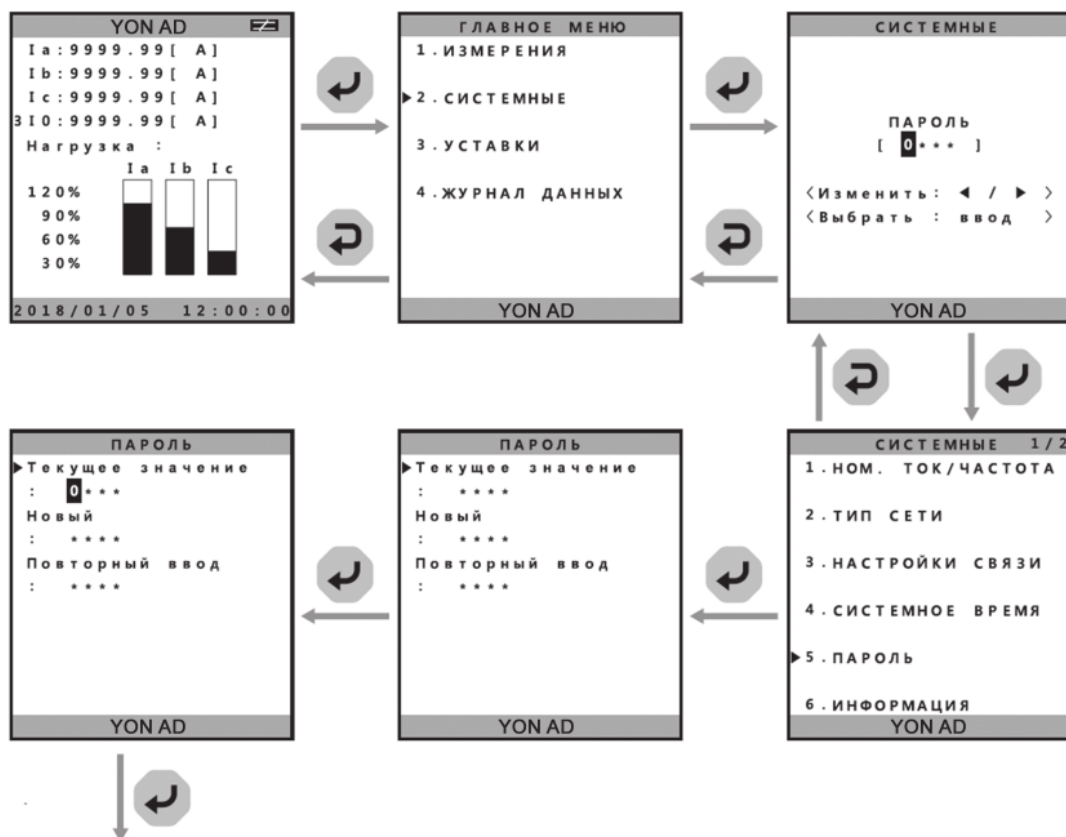 YON AD
Ia:9999.99[ A]
Ib:9999.99[ A]
Ic:9999.99[ A]
3I0:9999.99[ A]
Нагрузка :
Ia Ib Ic
120%
90%
60%
30%
2018/01/05 12:00:00
ГЛАВНОЕ МЕНЮ
1.ИЗМЕРЕНИЯ
▶2.СИСТЕМНЫЕ
3.УСТАВКИ
4.ЖУРНАЛ ДАННЫХ
YON AD
СИСТЕМНЫЕ
ПАРОЛЬ
[ 0*** ]
<Изменить: ◀ / ▶ >
<Выбрать : ввод >
YON AD
ПАРОЛЬ
▶Текущее значение
: 0***
Новый
: ****
Повторный ввод
: ****
YON AD
ПАРОЛЬ
▶Текущее значение
: ****
Новый
: ****
Повторный ввод
: ****
YON AD
СИСТЕМНЫЕ 1/2
1.НОМ. ТОК/ЧАСТОТА
2.ТИП СЕТИ
3.НАСТРОЙКИ СВЯЗИ
4.СИСТЕМНОЕ ВРЕМЯ
▶5.ПАРОЛЬ
6.ИНФОРМАЦИЯ
YON AD